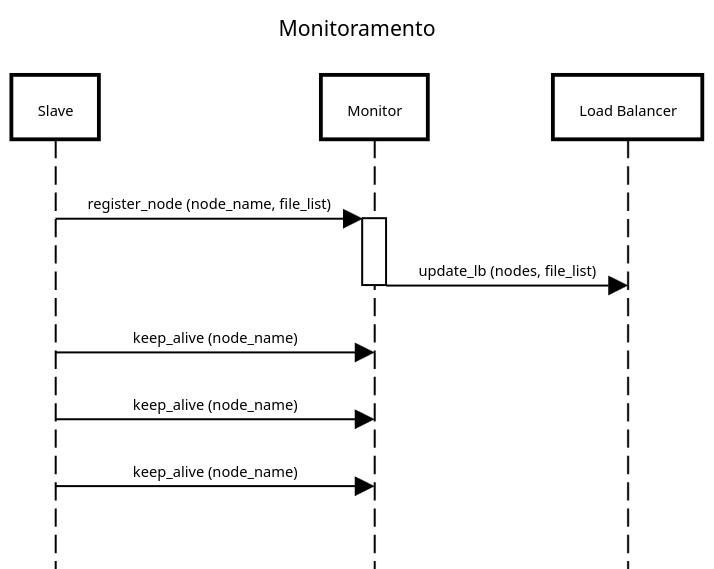 Monitoramento
Slave
Monitor
Load Balancer
register_node (node_name, file_list)
update_lb (nodes, file_list)
keep_alive (node_name)
keep_alive (node_name)
keep_alive (node_name)